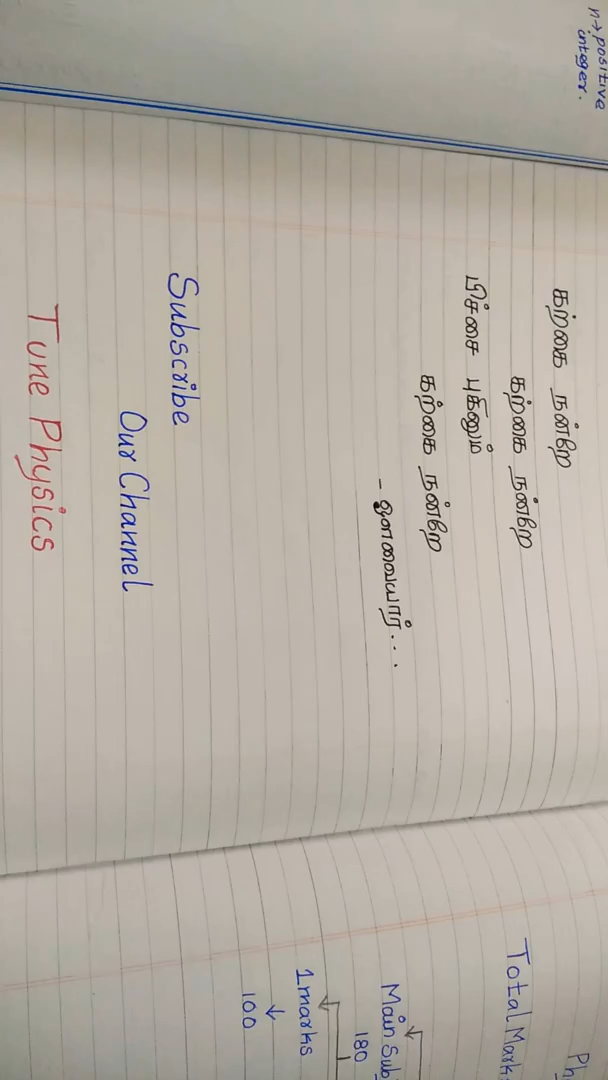 n→positive
integer.
கற்கை நன்றே
கற்கை நன்றே
பிச்சை புகினும்
கற்கை நன்றே
- ஔவையார்...
Subscribe
Our Channel
Tune Physics
Total Mark
Main Sub
180
1marks
↓
100